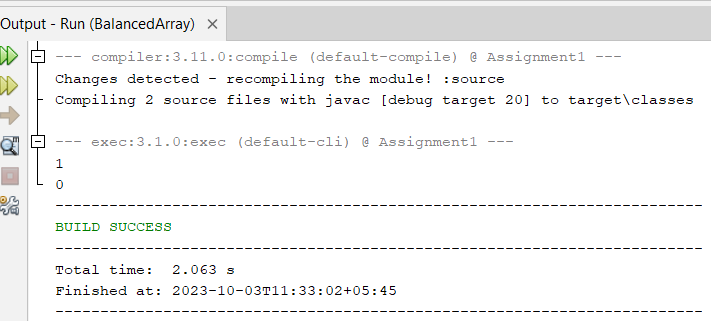 Output - Run (BalancedArray) ×
--- compiler:3.11.0:compile (default-compile) @ Assignment1 ---
Changes detected - recompiling the module! :source
Compiling 2 source files with javac [debug target 20] to target\classes
--- exec:3.1.0:exec (default-cli) @ Assignment1 ---
1
0
------------------------------------------------------------------------
BUILD SUCCESS
------------------------------------------------------------------------
Total time:  2.063 s
Finished at: 2023-10-03T11:33:02+05:45
------------------------------------------------------------------------